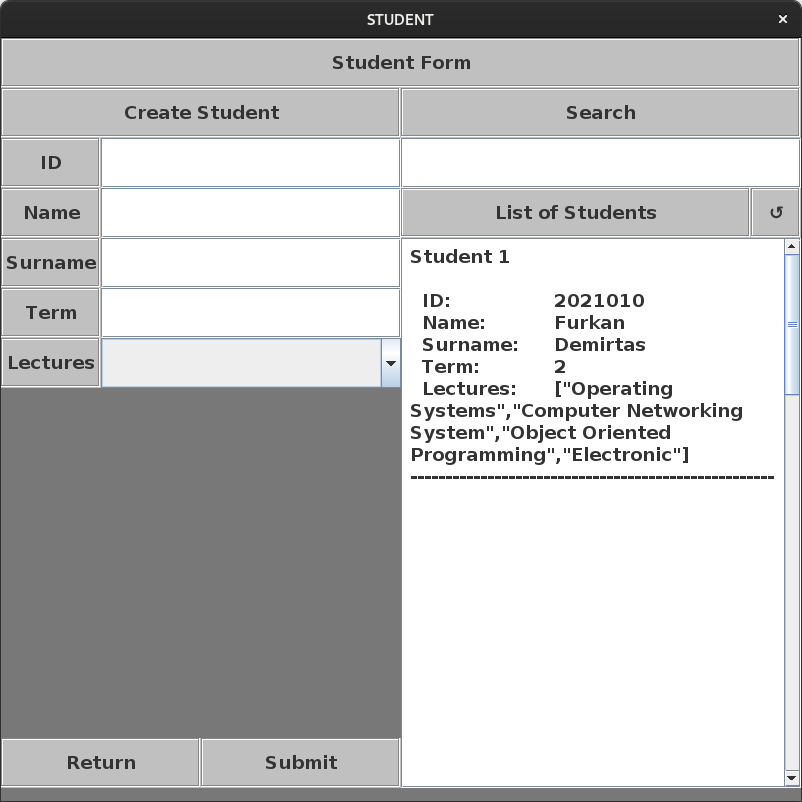 STUDENT
Student Form
Create Student
Search
ID
Name
List of Students ↺
Surname
Term
Lectures
Student 1
ID: 2021010
Name: Furkan
Surname: Demirtas
Term: 2
Lectures: ["Operating
Systems","Computer Networking
System","Object Oriented
Programming","Electronic"]
----------------------------------------------------
Return
Submit